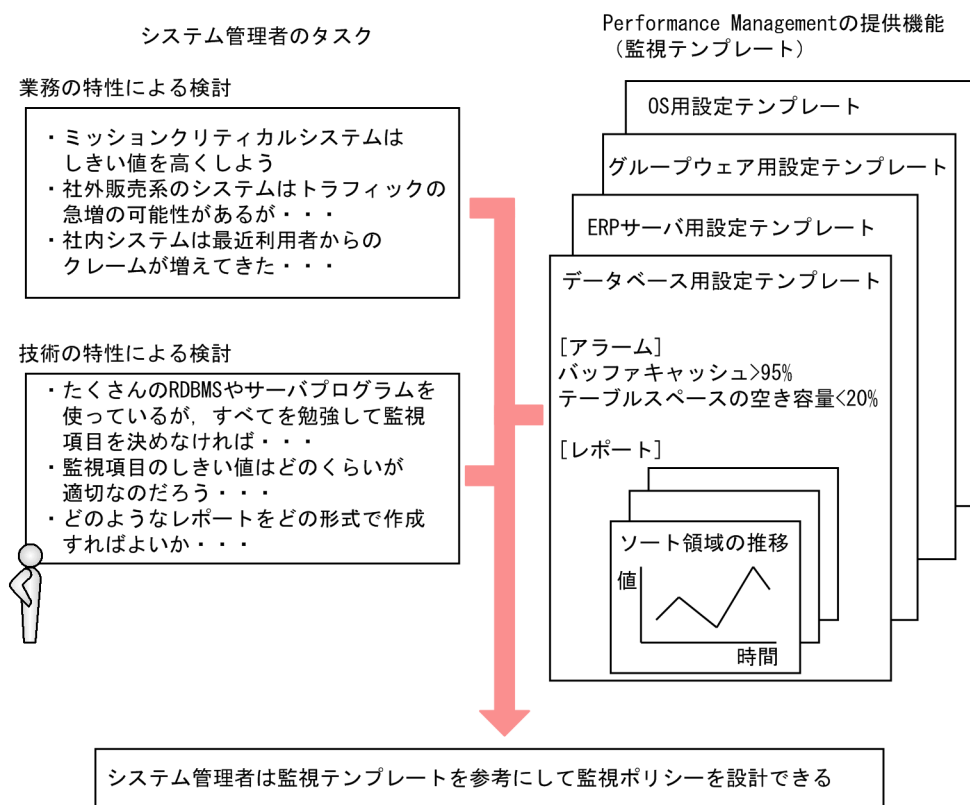 システム管理者のタスク
業務の特性による検討
・ミッションクリティカルシステムは
しきい値を高くしよう
・社外販売系のシステムはトラフィックの
急増の可能性があるが・・・
・社内システムは最近利用者からの
クレームが増えてきた・・・
技術の特性による検討
・たくさんのRDBMSやサーバプログラムを
使っているが，すべてを勉強して監視
項目を決めなければ・・・
・監視項目のしきい値はどのくらいが
適切なのだろう・・・
・どのようなレポートをどの形式で作成
すればよいか・・・
Performance Managementの提供機能
（監視テンプレート）
OS用設定テンプレート
グループウェア用設定テンプレート
ERPサーバ用設定テンプレート
データベース用設定テンプレート
[アラーム]
バッファキャッシュ>95%
テーブルスペースの空き容量<20%
[レポート]
ソート領域の推移
値
時間
システム管理者は監視テンプレートを参考にして監視ポリシーを設計できる